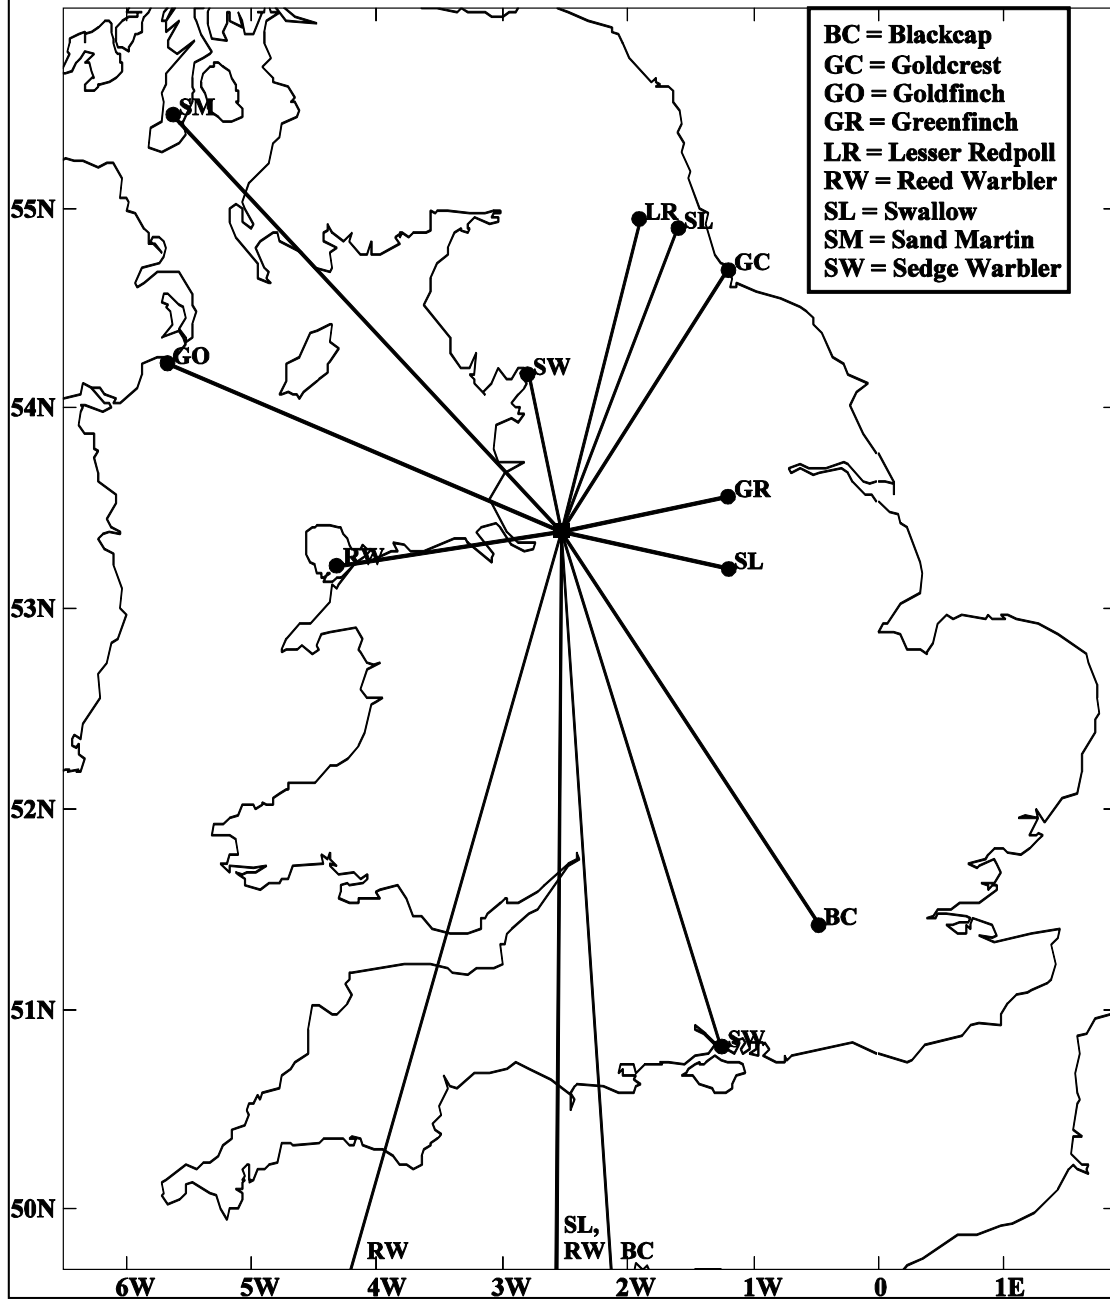 BC = Blackcap
GC = Goldcrest
GO = Goldfinch
GR = Greenfinch
LR = Lesser Redpoll
RW = Reed Warbler
SL = Swallow
SM = Sand Martin
SW = Sedge Warbler
SM
55N
LR
SL
GC
GO
SW
54N
GR
RW
SL
53N
52N
BC
51N
SW
50N
RW
SL,
RW
BC
6W
5W
4W
3W
2W
1W
0
1E